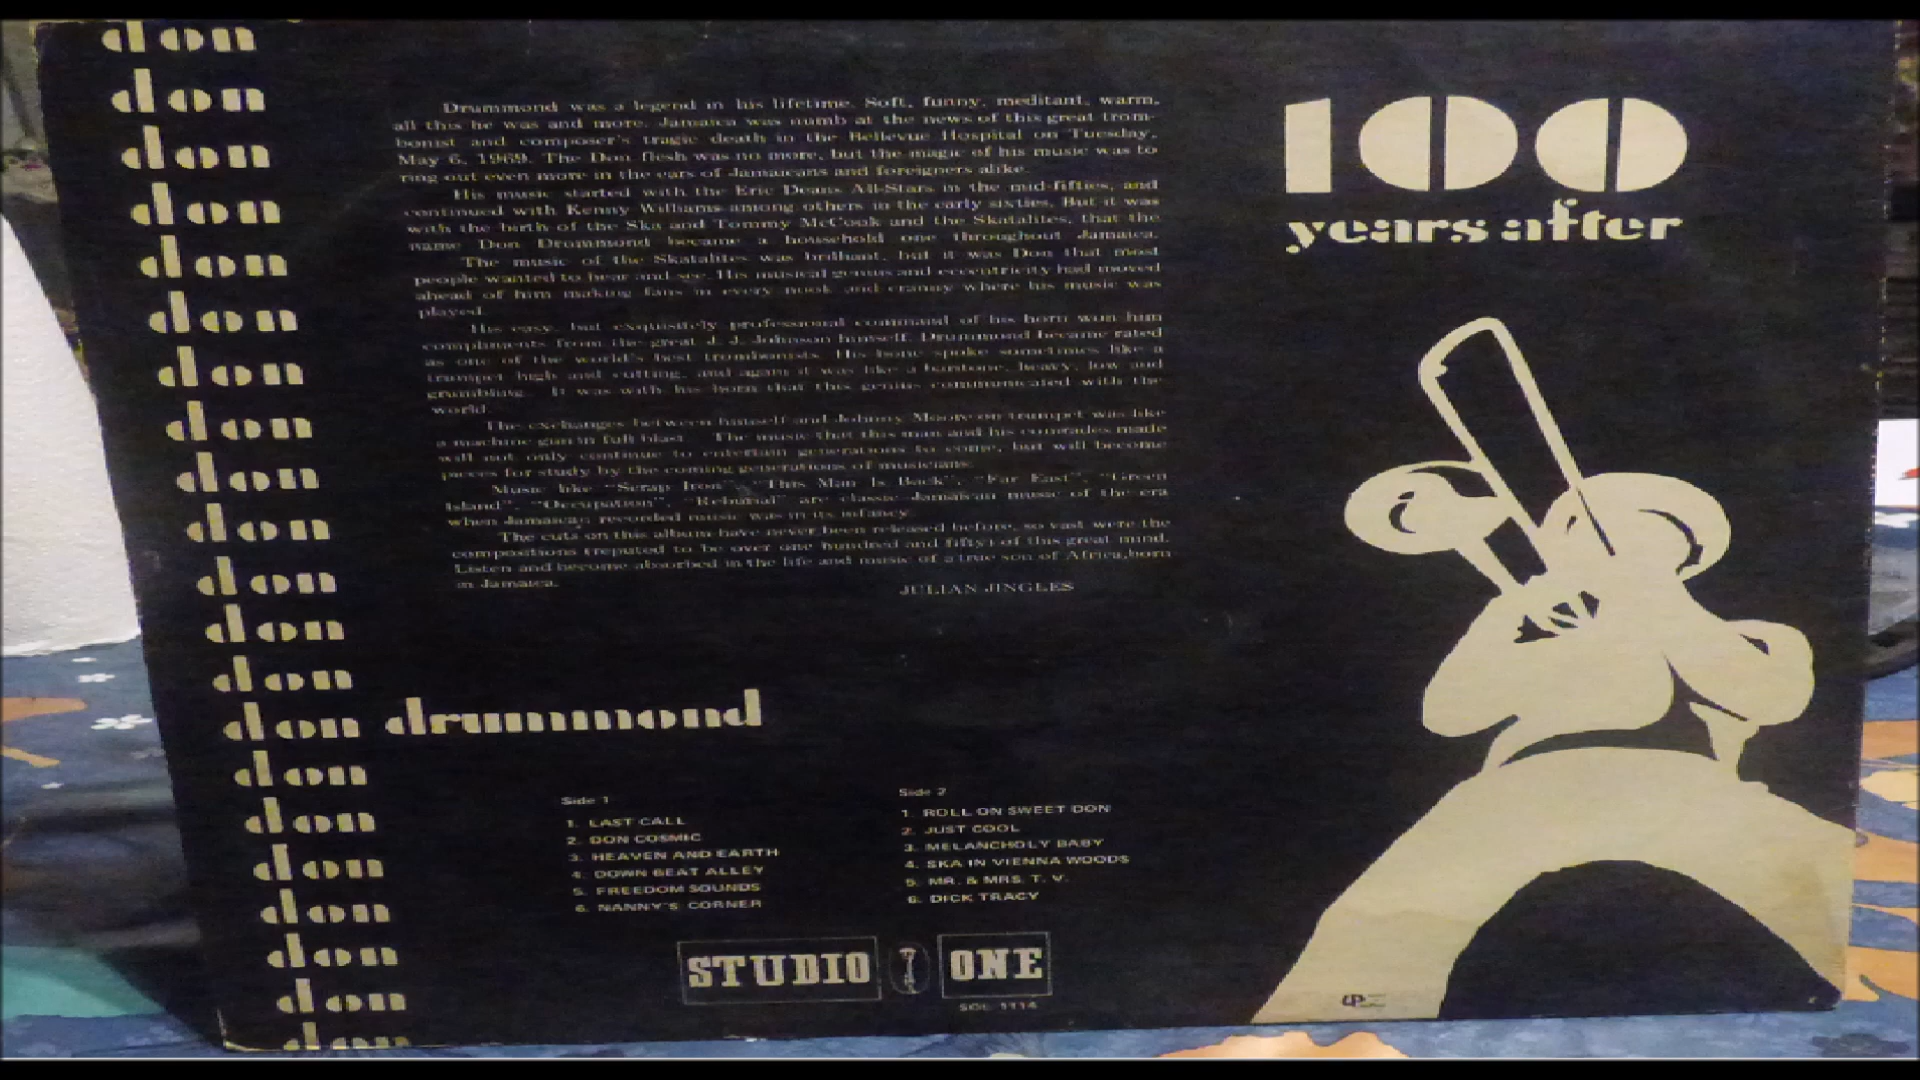 don
don
don
don
don
don
don
don
don
don
don
don
don
don drummond
don
don
don
don
don
don
don
Drummond was a legend in his lifetime. Soft, funny, meditant, warm,
all this he was and more. Jamaica was numb at the news of this great trom-
bonist and composer's tragic death in the Bellevue Hospital on Tuesday,
May 6, 1969. The Don flesh was no more, but the magic of his music was to
ring out even more in the ears of Jamaicans and foreigners alike.
His music started with the Eric Deans All-Stars in the mid-fifties, and
continued with Kenny Williams among others in the early sixties. But it was
with the birth of the Ska and Tommy McCook and the Skatalites, that the
name Don Drummond became a household one throughout Jamaica.
The music of the Skatalites was brilliant, but it was Don that most
people wanted to hear and see. His musical genius and eccentricity had moved
ahead of him making fans in every nook and cranny where his music was
played.
His easy, but exquisitely professional command of his horn won him
compliments from the great J. J. Johnson himself. Drummond became rated
as one of the world's best trombonists. His bone spoke sometimes like a
trumpet high and cutting, and again it was like a baritone, heavy, low and
grumbling. It was with his horn that this genius communicated with the
world.
The exchanges between himself and Johnny Moore on trumpet was like
a machine gun in full blast. The music that this man and his comrades made
will not only continue to entertain generations to come, but will become
pieces for study by the coming generations of musicians.
Music like "Scrap Iron", "This Man Is Back", "Far East", "Green
Island", "Occupation", are classic Jamaican music of the era
when Jamaica's recorded music was in its infancy.
The cuts on this album have never been released before, so vast were the
compositions (reputed to be over one hundred and fifty) of this great mind.
Listen and become absorbed in the life and music of a true son of Africa, born
in Jamaica.
JULIAN JINGLES
100
years after
Side 1
1. LAST CALL
2. DON COSMIC
3. HEAVEN AND EARTH
4. DOWN BEAT ALLEY
5. FREEDOM SOUNDS
6. NANNY'S CORNER
Side 2
1. ROLL ON SWEET DON
2. JUST COOL
3. MELANCHOLY BABY
4. SKA IN VIENNA WOODS
5. MR. & MRS. T. V.
6. DICK TRACY
STUDIO ONE
SOL 1114